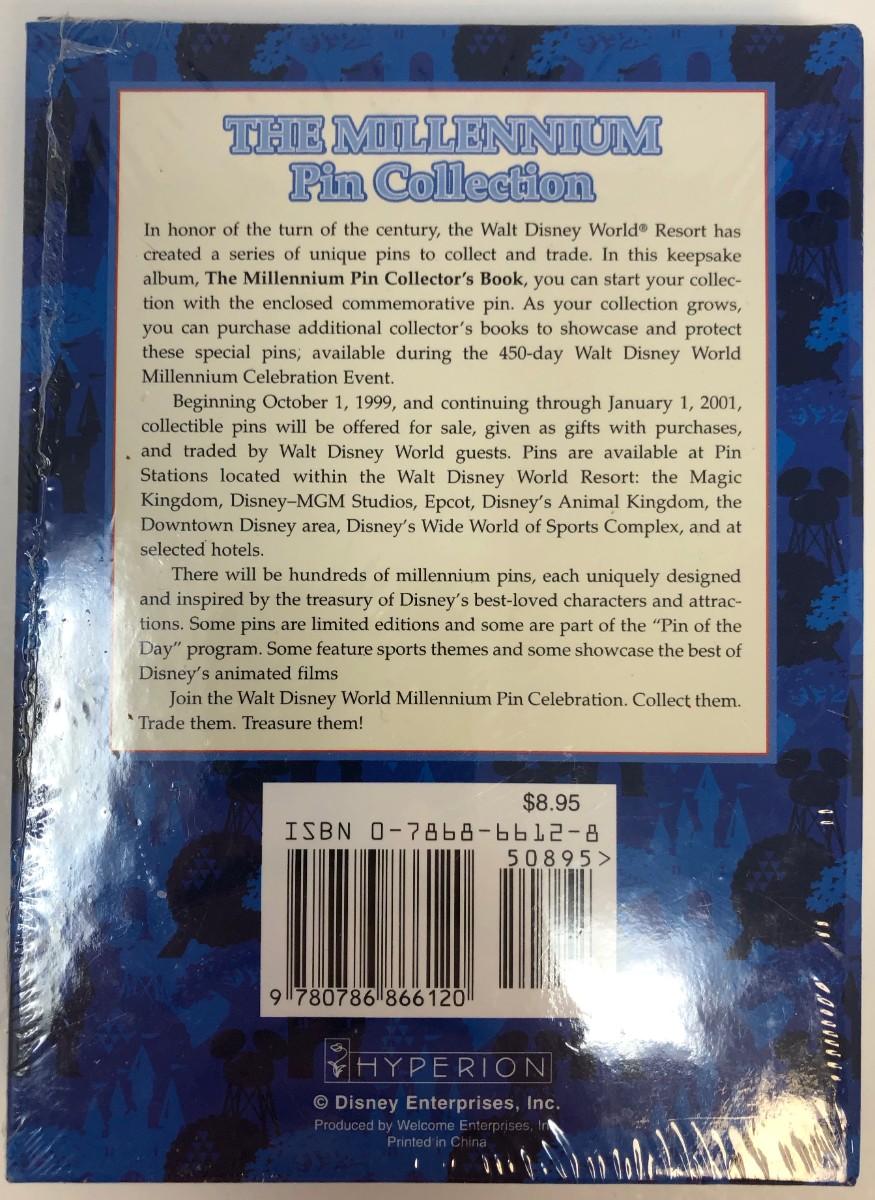 THE MILLENNIUM
Pin Collection
In honor of the turn of the century, the Walt Disney World® Resort has
created a series of unique pins to collect and trade. In this keepsake
album, The Millennium Pin Collector's Book, you can start your collec-
tion with the enclosed commemorative pin. As your collection grows,
you can purchase additional collector's books to showcase and protect
these special pins, available during the 450-day Walt Disney World
Millennium Celebration Event.
Beginning October 1, 1999, and continuing through January 1, 2001,
collectible pins will be offered for sale, given as gifts with purchases,
and traded by Walt Disney World guests. Pins are available at Pin
Stations located within the Walt Disney World Resort: the Magic
Kingdom, Disney–MGM Studios, Epcot, Disney's Animal Kingdom, the
Downtown Disney area, Disney's Wide World of Sports Complex, and at
selected hotels.
There will be hundreds of millennium pins, each uniquely designed
and inspired by the treasury of Disney's best-loved characters and attrac-
tions. Some pins are limited editions and some are part of the “Pin of the
Day” program. Some feature sports themes and some showcase the best of
Disney's animated films
Join the Walt Disney World Millennium Pin Celebration. Collect them.
Trade them. Treasure them!
$8.95
ISBN 0-7868-6612-8
50895>
9 780786 866120
HYPERION
© Disney Enterprises, Inc.
Produced by Welcome Enterprises,
Printed in China